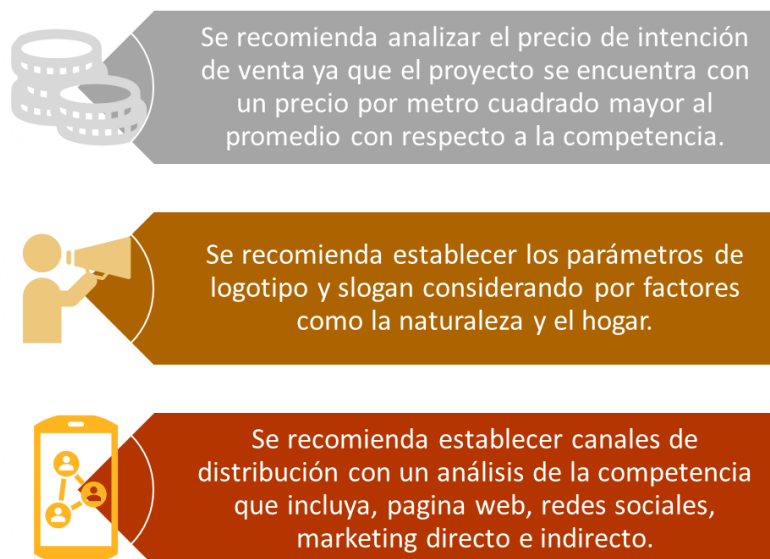 Se recomienda analizar el precio de intención
de venta ya que el proyecto se encuentra con
un precio por metro cuadrado mayor al
promedio con respecto a la competencia.
Se recomienda establecer los parámetros de
logotipo y slogan considerando por factores
como la naturaleza y el hogar.
Se recomienda establecer canales de
distribución con un análisis de la competencia
que incluya, pagina web, redes sociales,
marketing directo e indirecto.